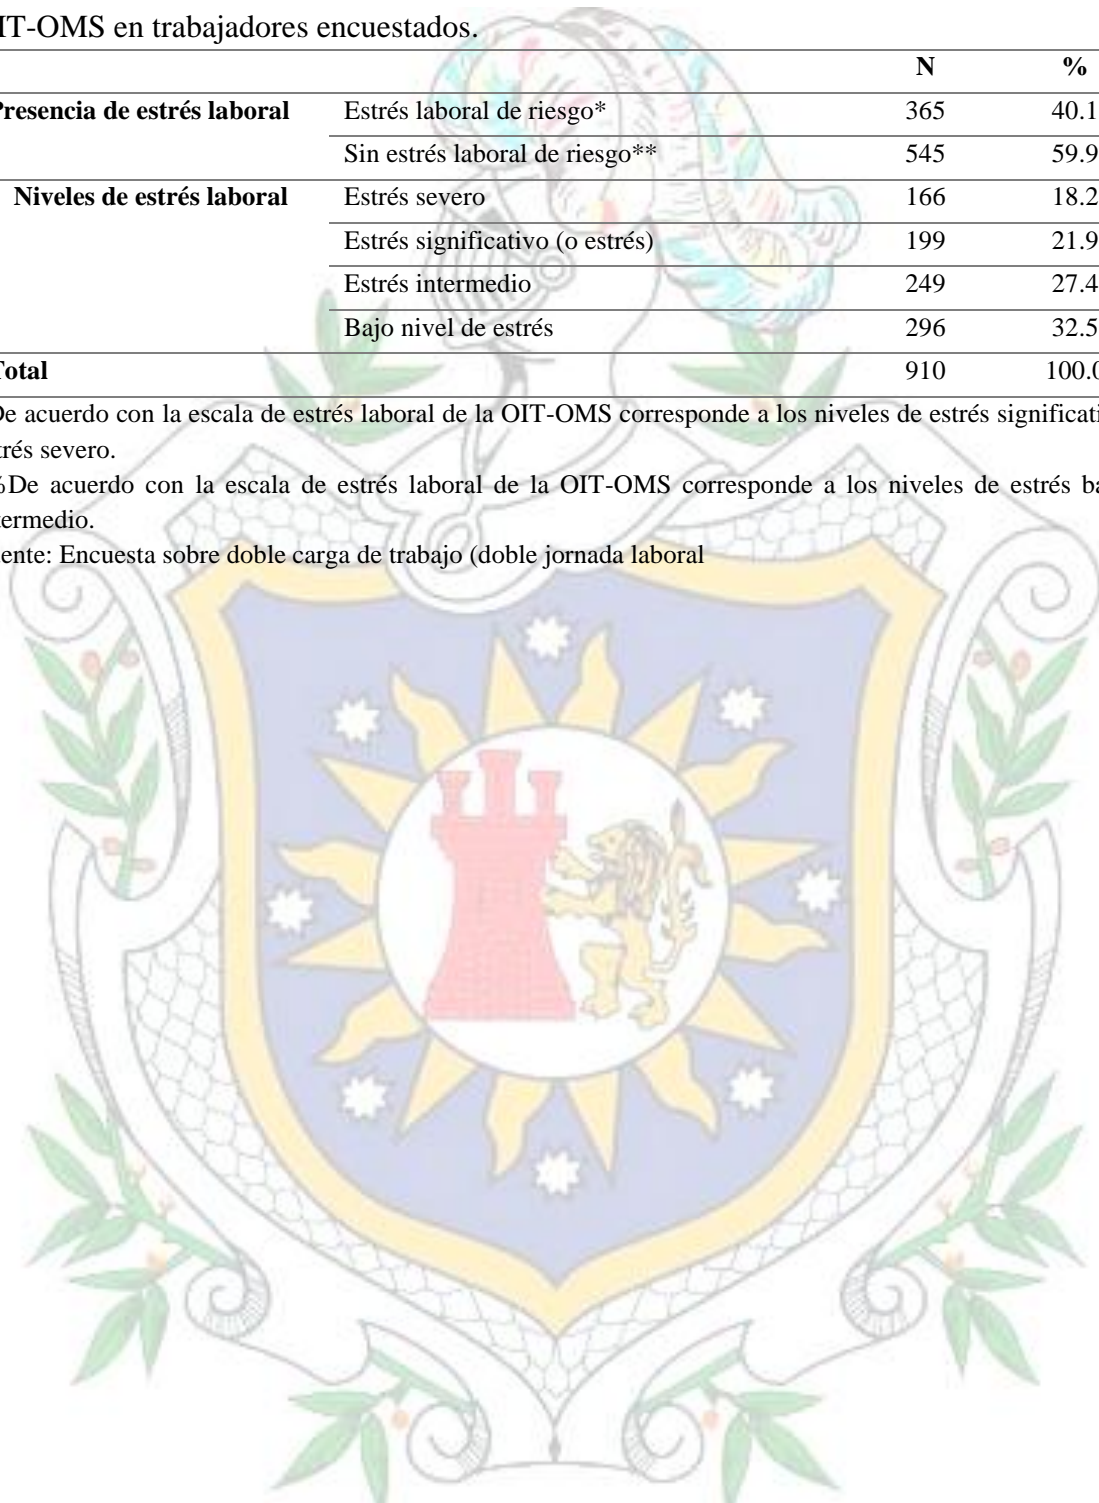 IT-OMS en trabajadores encuestados.
N %
Presencia de estrés laboral Estrés laboral de riesgo* 365 40.1
Sin estrés laboral de riesgo** 545 59.9
Niveles de estrés laboral Estrés severo 166 18.2
Estrés significativo (o estrés) 199 21.9
Estrés intermedio 249 27.4
Bajo nivel de estrés 296 32.5
Total 910 100.0
De acuerdo con la escala de estrés laboral de la OIT-OMS corresponde a los niveles de estrés significati
trés severo.
%De acuerdo con la escala de estrés laboral de la OIT-OMS corresponde a los niveles de estrés ba
termedio.
ente: Encuesta sobre doble carga de trabajo (doble jornada laboral